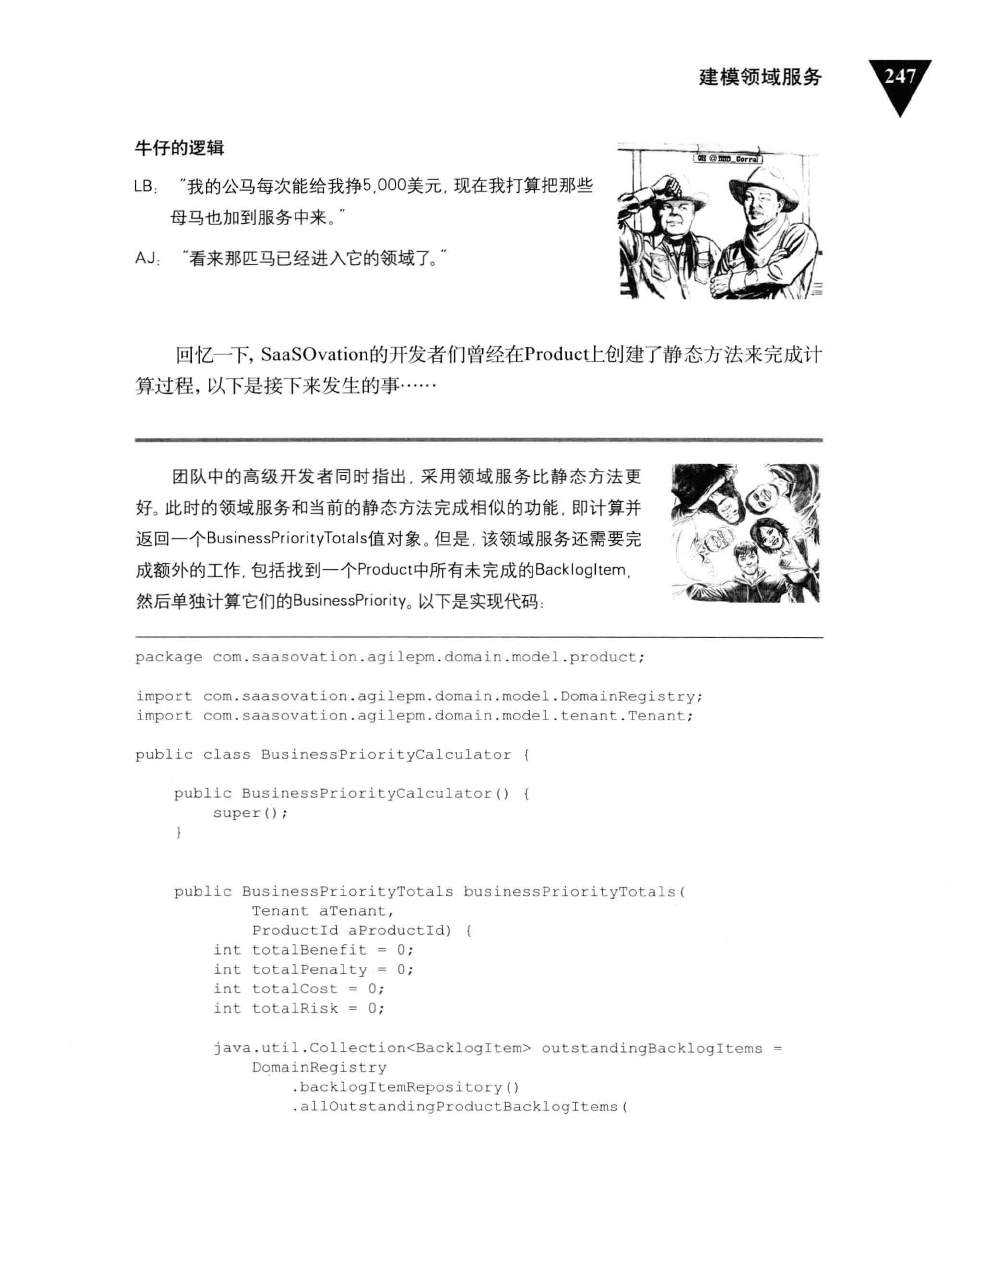 建模领域服务
247
牛仔的逻辑
LB：“我的公马每次能给我挣5,000美元，现在我打算把那些
母马也加到服务中来。”
AJ：“看来那匹马已经进入它的领域了。”
回忆一下，SaaSOvation的开发者们曾经在Product上创建了静态方法来完成计
算过程，以下是接下来发生的事……
团队中的高级开发者同时指出，采用领域服务比静态方法更
好。此时的领域服务和当前的静态方法完成相似的功能，即计算并
返回一个BusinessPriorityTotals值对象。但是，该领域服务还需要完
成额外的工作，包括找到一个Product中所有未完成的BacklogItem，
然后单独计算它们的BusinessPriority。以下是实现代码：
package com.saasovation.agilepm.domain.model.product;
import com.saasovation.agilepm.domain.model.DomainRegistry;
import com.saasovation.agilepm.domain.model.tenant.Tenant;
public class BusinessPriorityCalculator {
public BusinessPriorityCalculator() {
super();
}
public BusinessPriorityTotals businessPriorityTotals(
Tenant aTenant,
ProductId aProductId) {
int totalBenefit = 0;
int totalPenalty = 0;
int totalCost = 0;
int totalRisk = 0;
java.util.Collection<BacklogItem> outstandingBacklogItems =
DomainRegistry
.backlogItemRepository()
.allOutstandingProductBacklogItems(